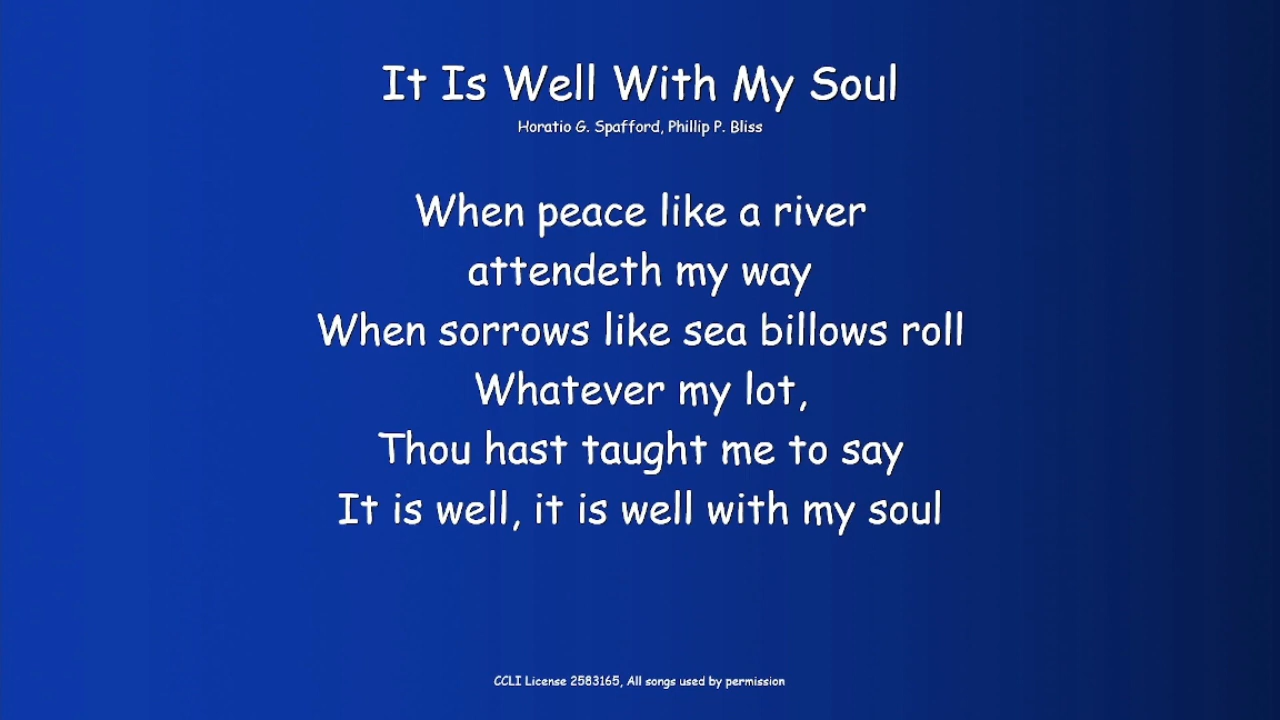 It Is Well With My Soul
Horatio G. Spafford, Phillip P. Bliss
When peace like a river
attendeth my way
When sorrows like sea billows roll
Whatever my lot,
Thou hast taught me to say
It is well, it is well with my soul
CCLI License 2583165, All songs used by permission